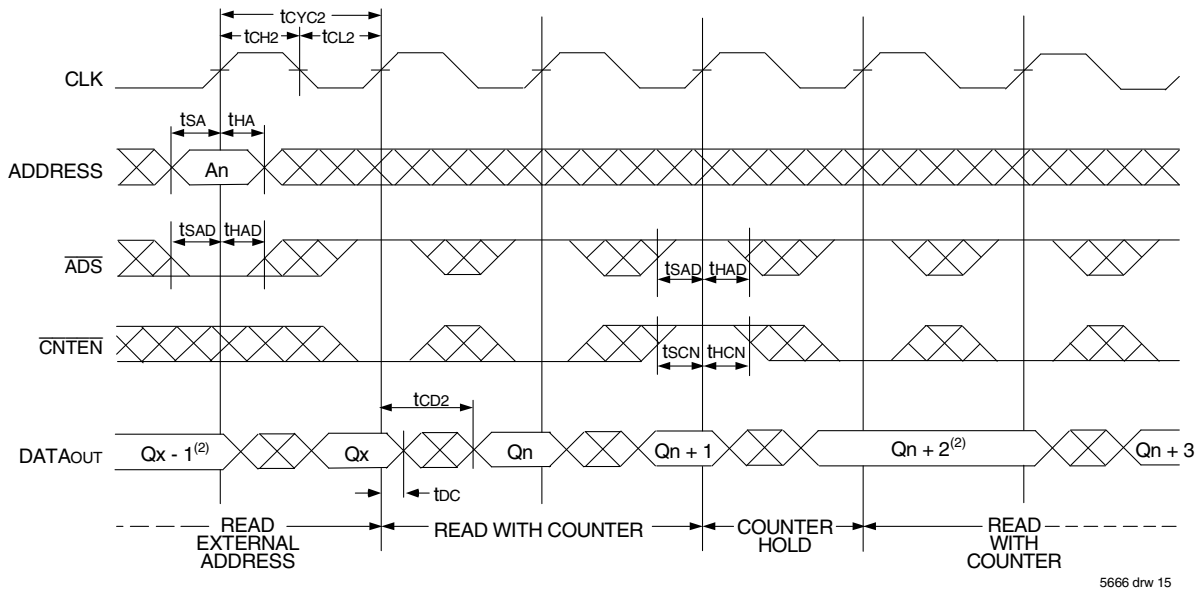 tCYC2
tCH2 tCL2
CLK
tSA tHA
ADDRESS An
tSAD tHAD
ADS tSAD tHAD
CNTEN
tSCN tHCN
tCD2
DATAOUT Qx - 1(2) Qx Qn Qn + 1 Qn + 2(2) Qn + 3
tDC
READ EXTERNAL ADDRESS
READ WITH COUNTER
COUNTER HOLD
READ WITH COUNTER
5666 drw 15